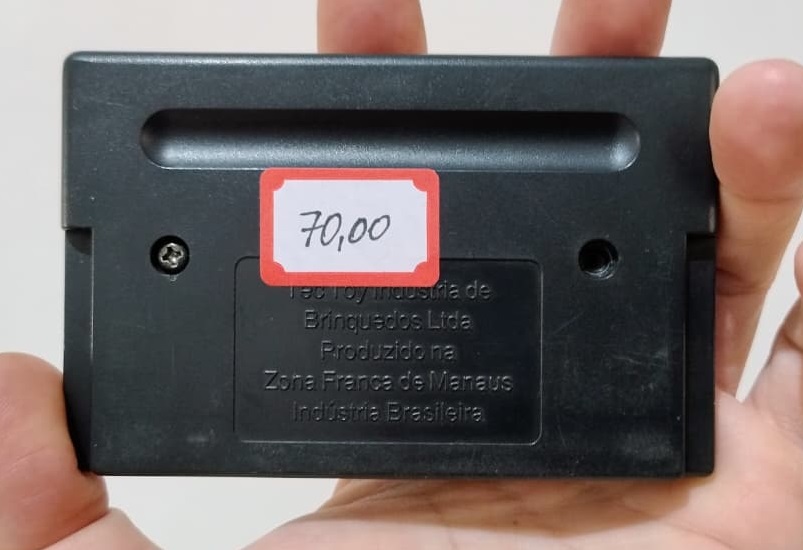 70,00
Tec Toy Indústria de
Brinquedos Ltda
Produzido na
Zona Franca de Manaus
Indústria Brasileira